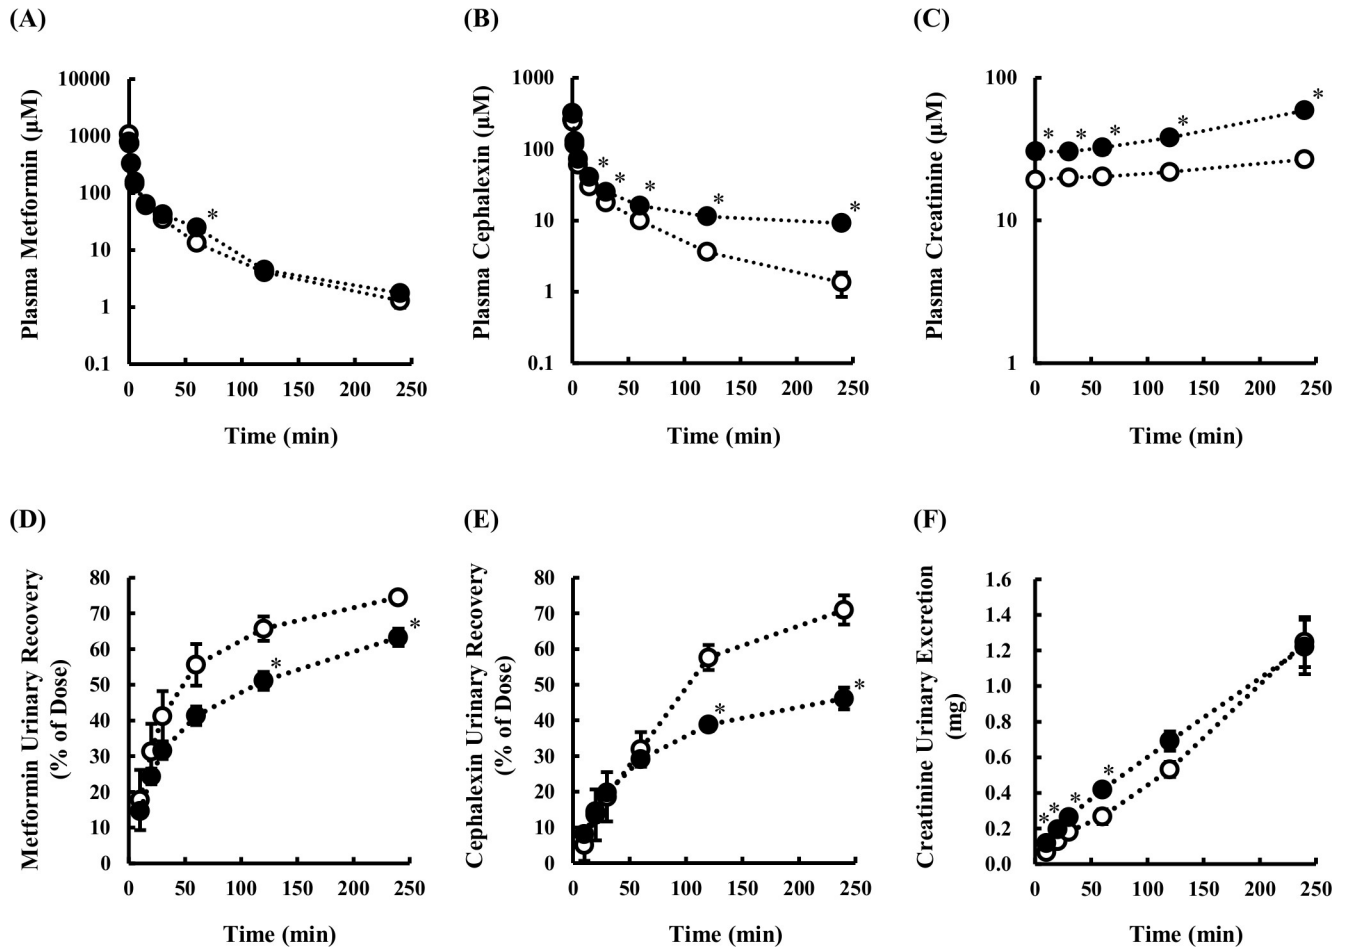 (A)
Plasma Metformin (μM)
10000
1000
100
10
1
0.1
0 50 100 150 200 250
Time (min)
*
(B)
Plasma Cephalexin (μM)
1000
100
10
1
0.1
0 50 100 150 200 250
Time (min)
* * * * *
(C)
Plasma Creatinine (μM)
100
10
1
0 50 100 150 200 250
Time (min)
* * * * *
(D)
Metformin Urinary Recovery
(% of Dose)
80
70
60
50
40
30
20
10
0
0 50 100 150 200 250
Time (min)
* *
(E)
Cephalexin Urinary Recovery
(% of Dose)
80
70
60
50
40
30
20
10
0
0 50 100 150 200 250
Time (min)
* *
(F)
Creatinine Urinary Excretion
(mg)
1.6
1.4
1.2
1.0
0.8
0.6
0.4
0.2
0.0
0 50 100 150 200 250
Time (min)
* * * *